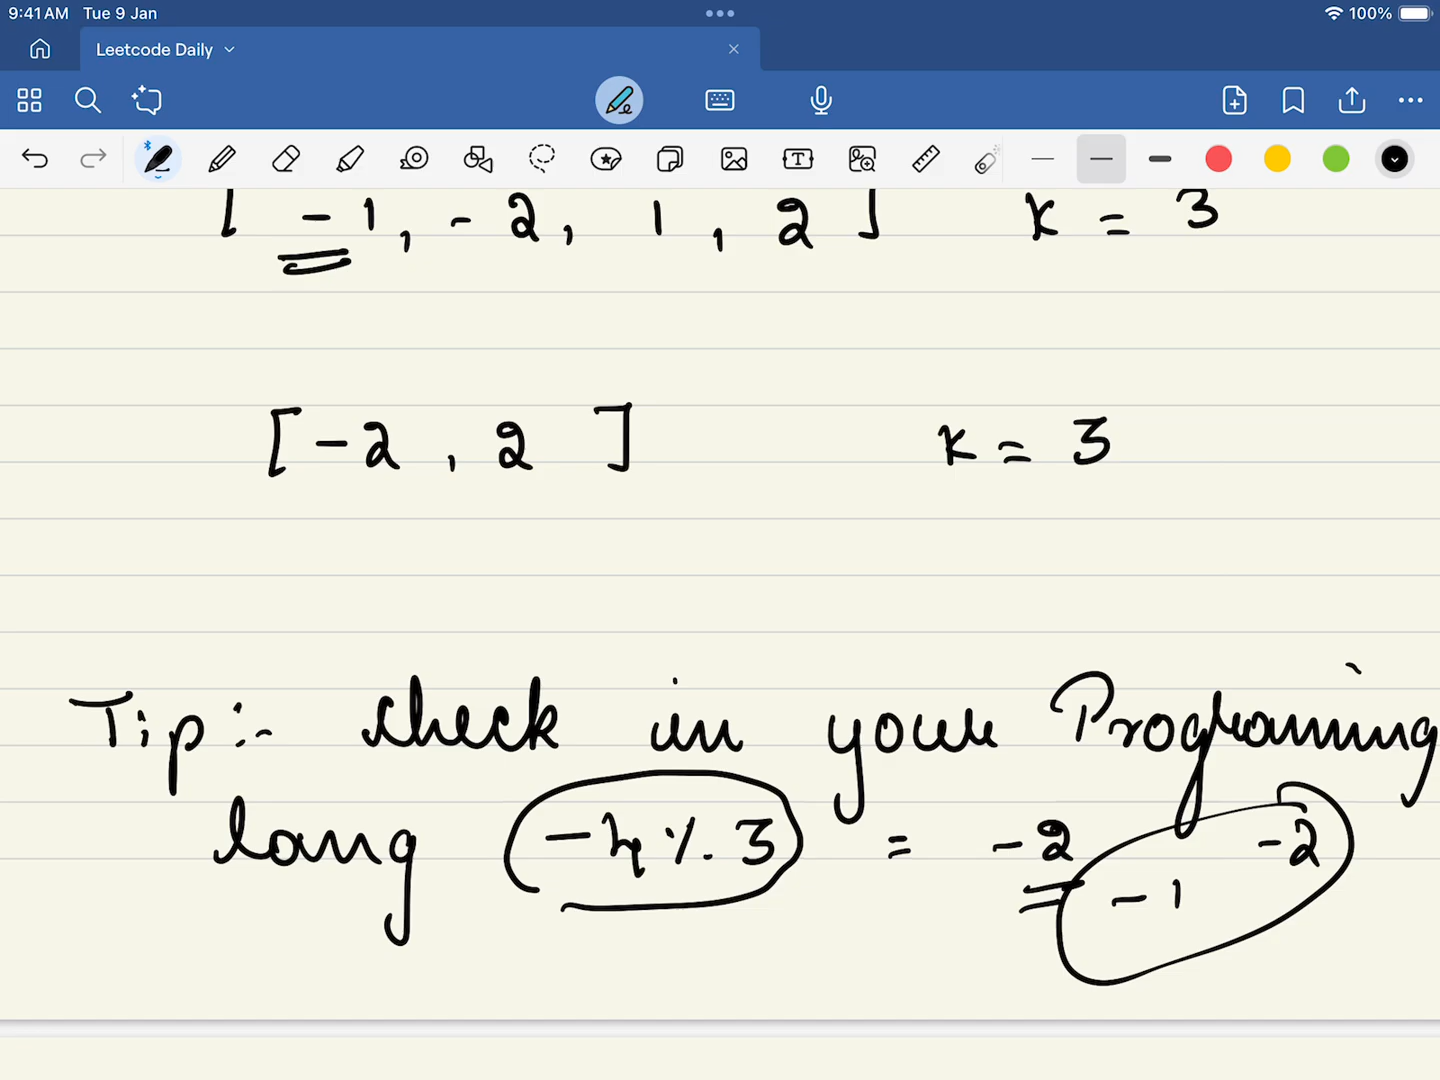 9:41 AM Tue 9 Jan 100%
Leetcode Daily
[ -1, -2, 1, 2 ] K = 3
[ -2, 2 ] K = 3
Tip:- check in your Programing
lang -4 % 3 = -2 -2
-1